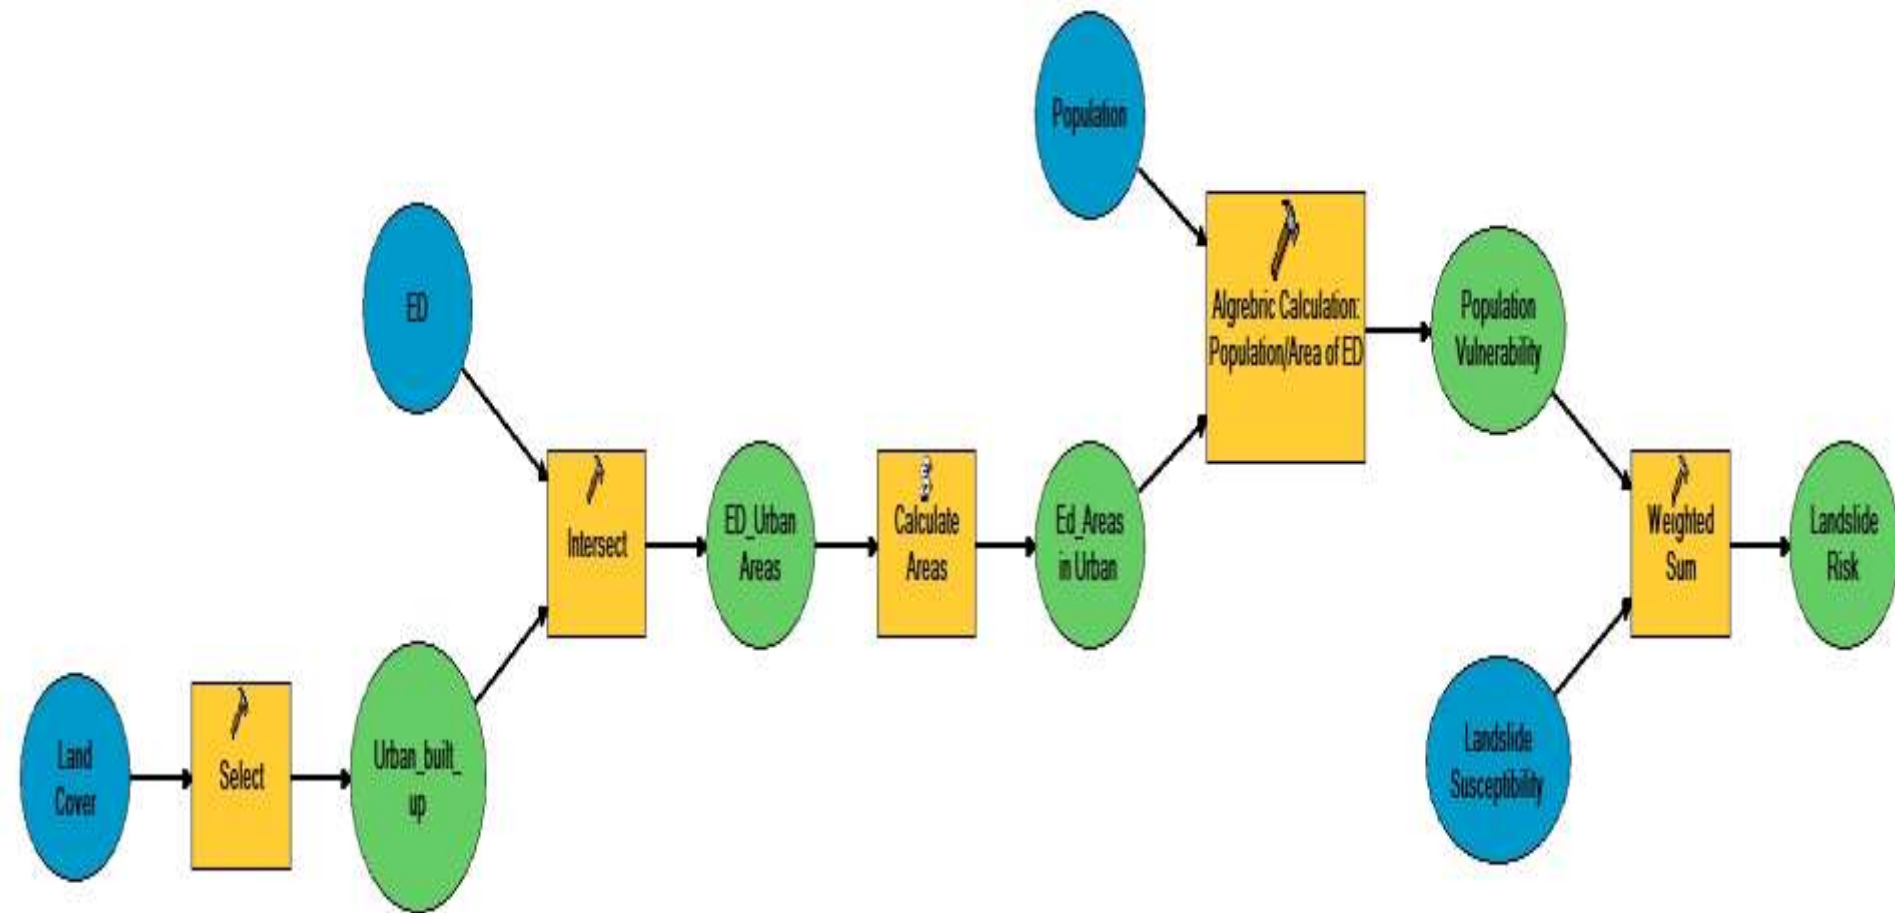 Population
ED
Algrebric Calculation:
Population/Area of ED
Population
Vulnerability
Intersect
ED_Urban
Areas
Calculate
Areas
Ed_Areas
in Urban
Weighted
Sum
Landslide
Risk
Land
Cover
Select
Urban_built_
up
Landslide
Susceptibility